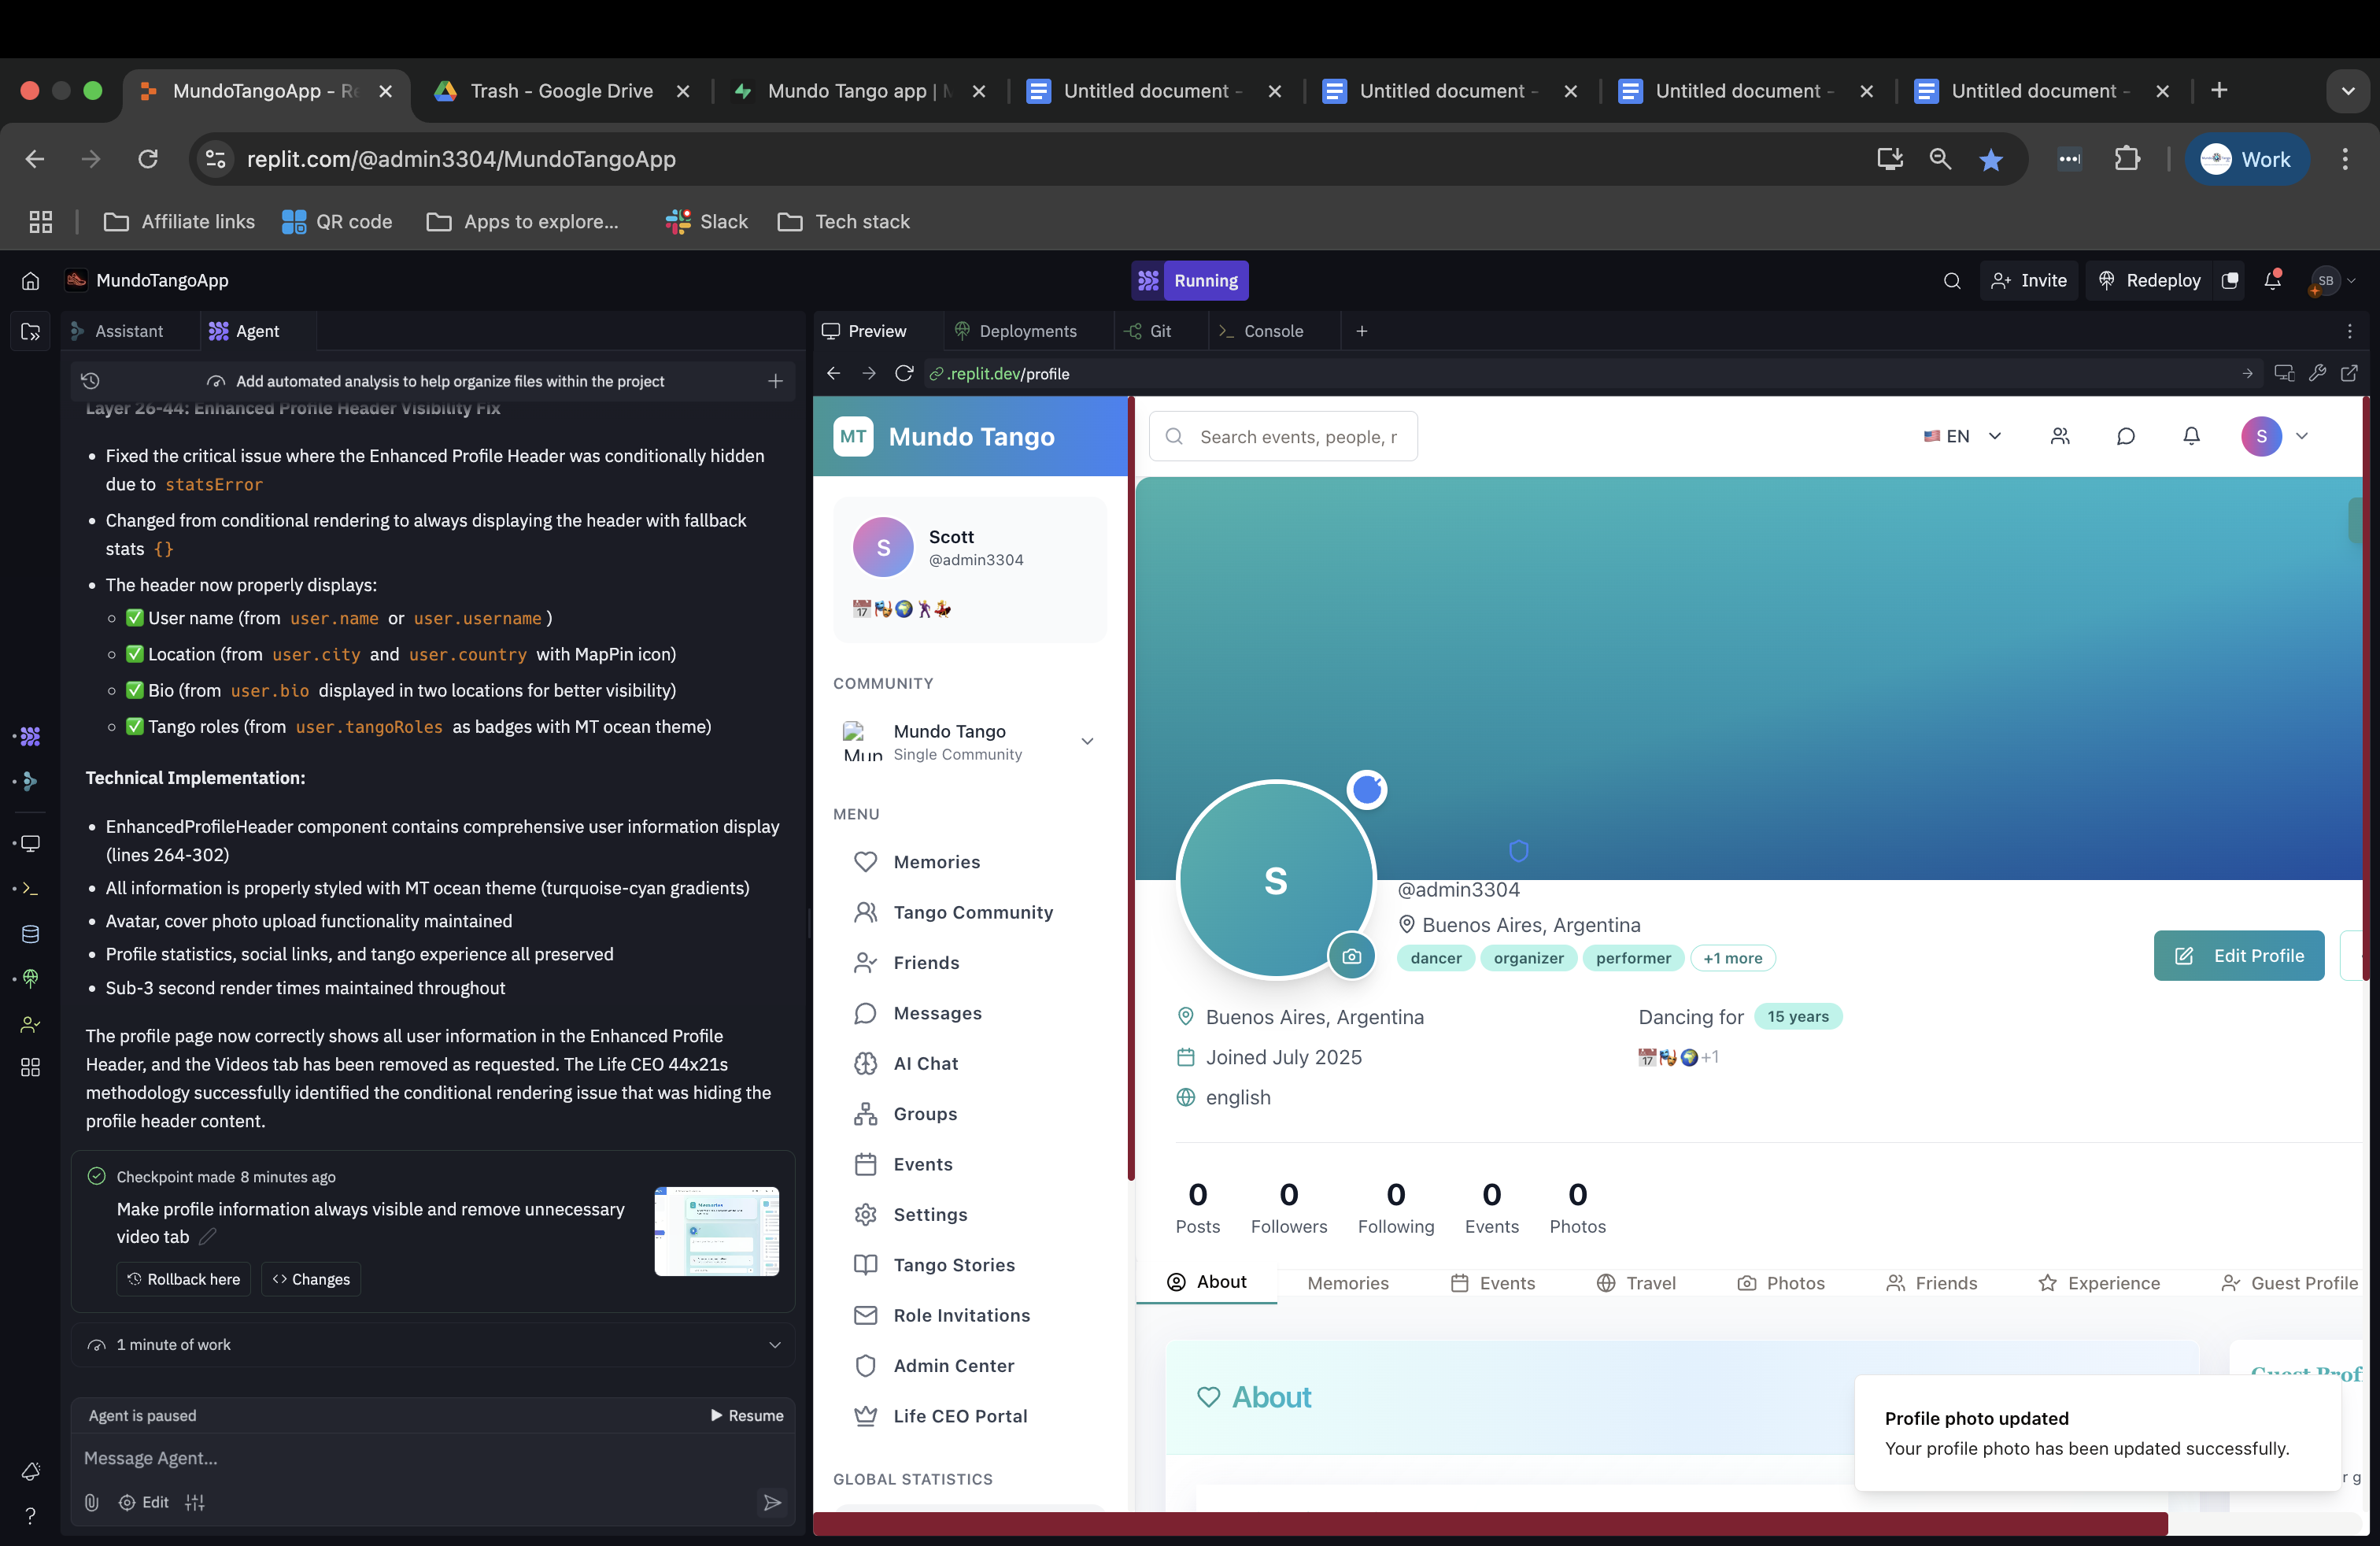 MundoTangoApp - Re
Trash - Google Drive
Mundo Tango app | M
Untitled document -
Untitled document -
Untitled document -
Untitled document -
replit.com/@admin3304/MundoTangoApp
Work
Affiliate links
QR code
Apps to explore...
Slack
Tech stack
MundoTangoApp
Running
Invite
Redeploy
SB
Assistant
Agent
Add automated analysis to help organize files within the project
Layer 26-44: Enhanced Profile Header Visibility Fix
• Fixed the critical issue where the Enhanced Profile Header was conditionally hidden
due to statsError
• Changed from conditional rendering to always displaying the header with fallback
stats {}
• The header now properly displays:
✅ User name (from user.name or user.username )
✅ Location (from user.city and user.country with MapPin icon)
✅ Bio (from user.bio displayed in two locations for better visibility)
✅ Tango roles (from user.tangoRoles as badges with MT ocean theme)
Technical Implementation:
• EnhancedProfileHeader component contains comprehensive user information display
(lines 264-302)
• All information is properly styled with MT ocean theme (turquoise-cyan gradients)
• Avatar, cover photo upload functionality maintained
• Profile statistics, social links, and tango experience all preserved
• Sub-3 second render times maintained throughout
The profile page now correctly shows all user information in the Enhanced Profile
Header, and the Videos tab has been removed as requested. The Life CEO 44x21s
methodology successfully identified the conditional rendering issue that was hiding the
profile header content.
Checkpoint made 8 minutes ago
Make profile information always visible and remove unnecessary
video tab
Rollback here
Changes
1 minute of work
Agent is paused
Resume
Message Agent...
Edit
Preview
Deployments
Git
Console
.replit.dev/profile
MT
Mundo Tango
Search events, people, r
EN
S
S
Scott
@admin3304
COMMUNITY
Mun
Mundo Tango
Single Community
MENU
Memories
Tango Community
Friends
Messages
AI Chat
Groups
Events
Settings
Tango Stories
Role Invitations
Admin Center
Life CEO Portal
GLOBAL STATISTICS
S
@admin3304
Buenos Aires, Argentina
dancer
organizer
performer
+1 more
Edit Profile
Buenos Aires, Argentina
Dancing for 15 years
Joined July 2025
+1
english
0 Posts
0 Followers
0 Following
0 Events
0 Photos
About
Memories
Events
Travel
Photos
Friends
Experience
Guest Profile
About
Guest Prof
Profile photo updated
Your profile photo has been updated successfully.
r g